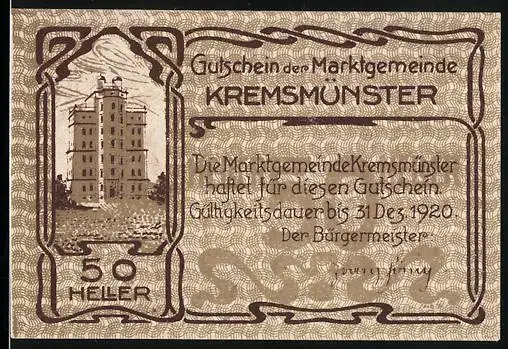 Gutschein der Marktgemeinde
KREMSMÜNSTER
Die Marktgemeinde Kremsmünster
haftet für diesen Gutschein.
Gültigkeitsdauer bis 31 Dez. 1920.
Der Bürgermeister
50
HELLER